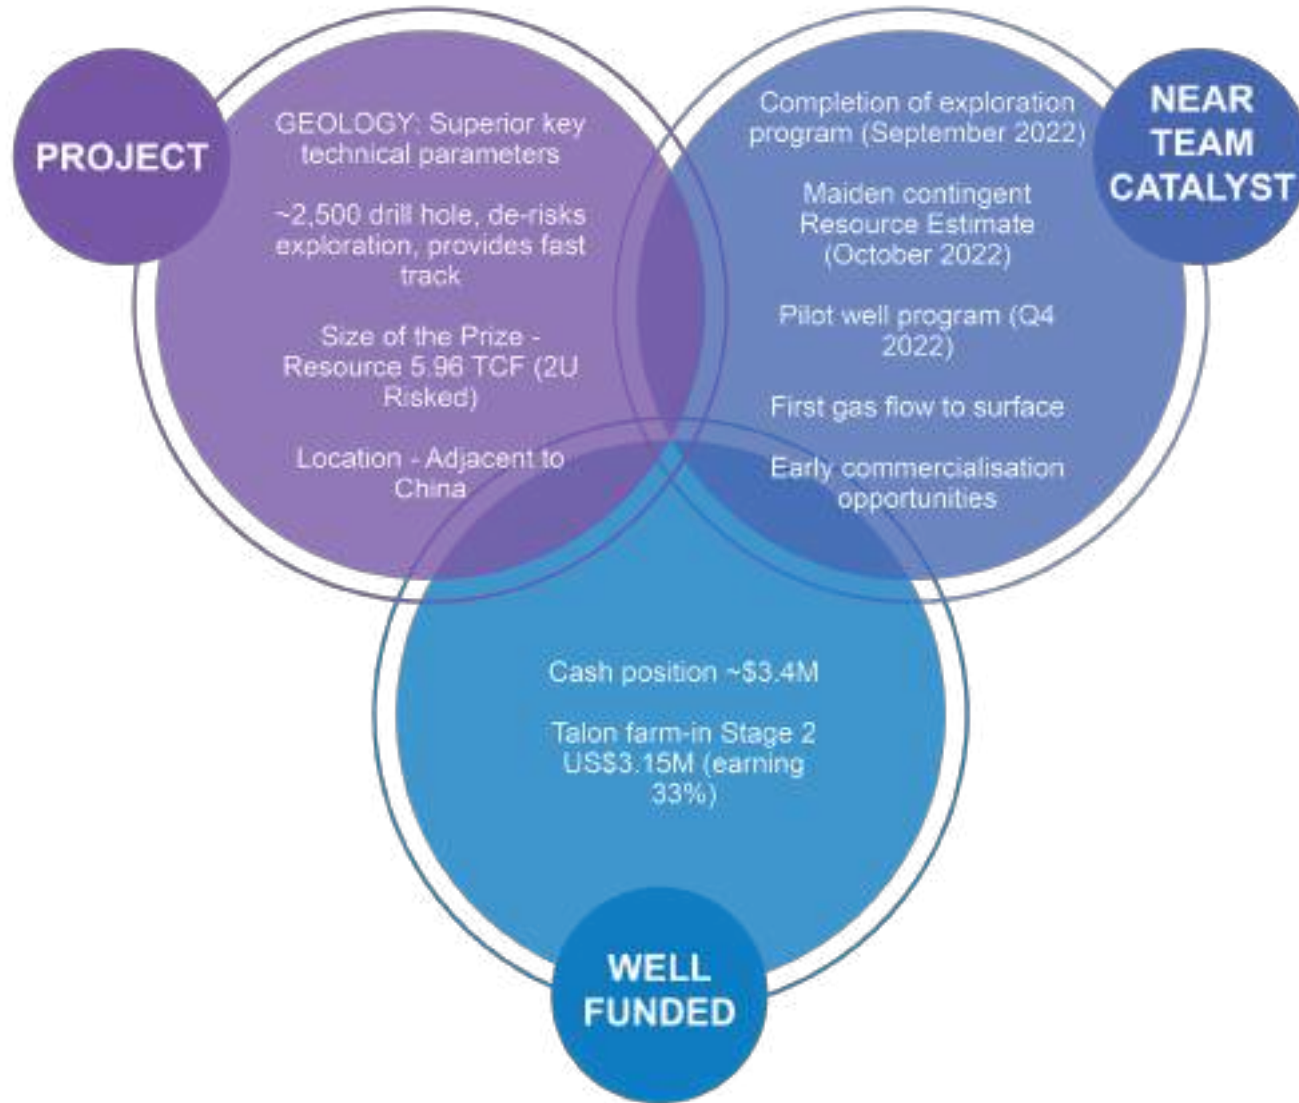 PROJECT
GEOLOGY: Superior key
technical parameters
~2,500 drill hole, de-risks
exploration, provides fast
track
Size of the Prize -
Resource 5.96 TCF (2U
Risked)
Location - Adjacent to
China
NEAR
TEAM
CATALYST
Completion of exploration
program (September 2022)
Maiden contingent
Resource Estimate
(October 2022)
Pilot well program (Q4
2022)
First gas flow to surface
Early commercialisation
opportunities
Cash position ~$3.4M
Talon farm-in Stage 2
US$3.15M (earning
33%)
WELL
FUNDED